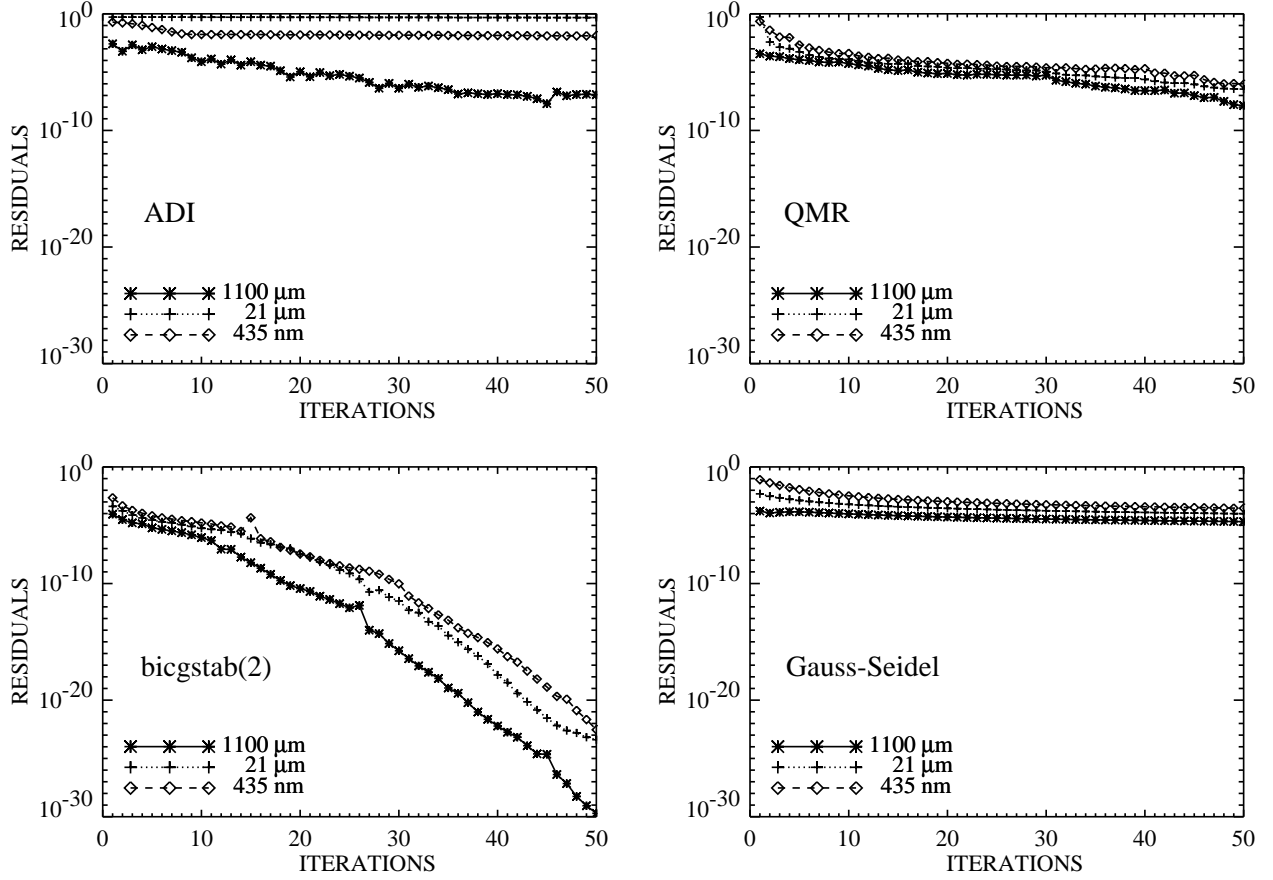 RESIDUALS
10^0
10^-10
10^-20
10^-30
ADI
1100 μm
21 μm
435 nm
0 10 20 30 40 50
ITERATIONS
RESIDUALS
10^0
10^-10
10^-20
10^-30
QMR
1100 μm
21 μm
435 nm
0 10 20 30 40 50
ITERATIONS
RESIDUALS
10^0
10^-10
10^-20
10^-30
bicgstab(2)
1100 μm
21 μm
435 nm
0 10 20 30 40 50
ITERATIONS
RESIDUALS
10^0
10^-10
10^-20
10^-30
Gauss-Seidel
1100 μm
21 μm
435 nm
0 10 20 30 40 50
ITERATIONS